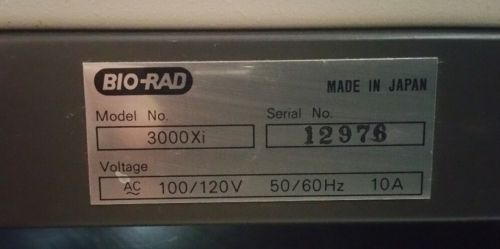 BIO-RAD MADE IN JAPAN
Model No. Serial No.
3000Xi 12976
Voltage
AC 100/120V 50/60Hz 10A